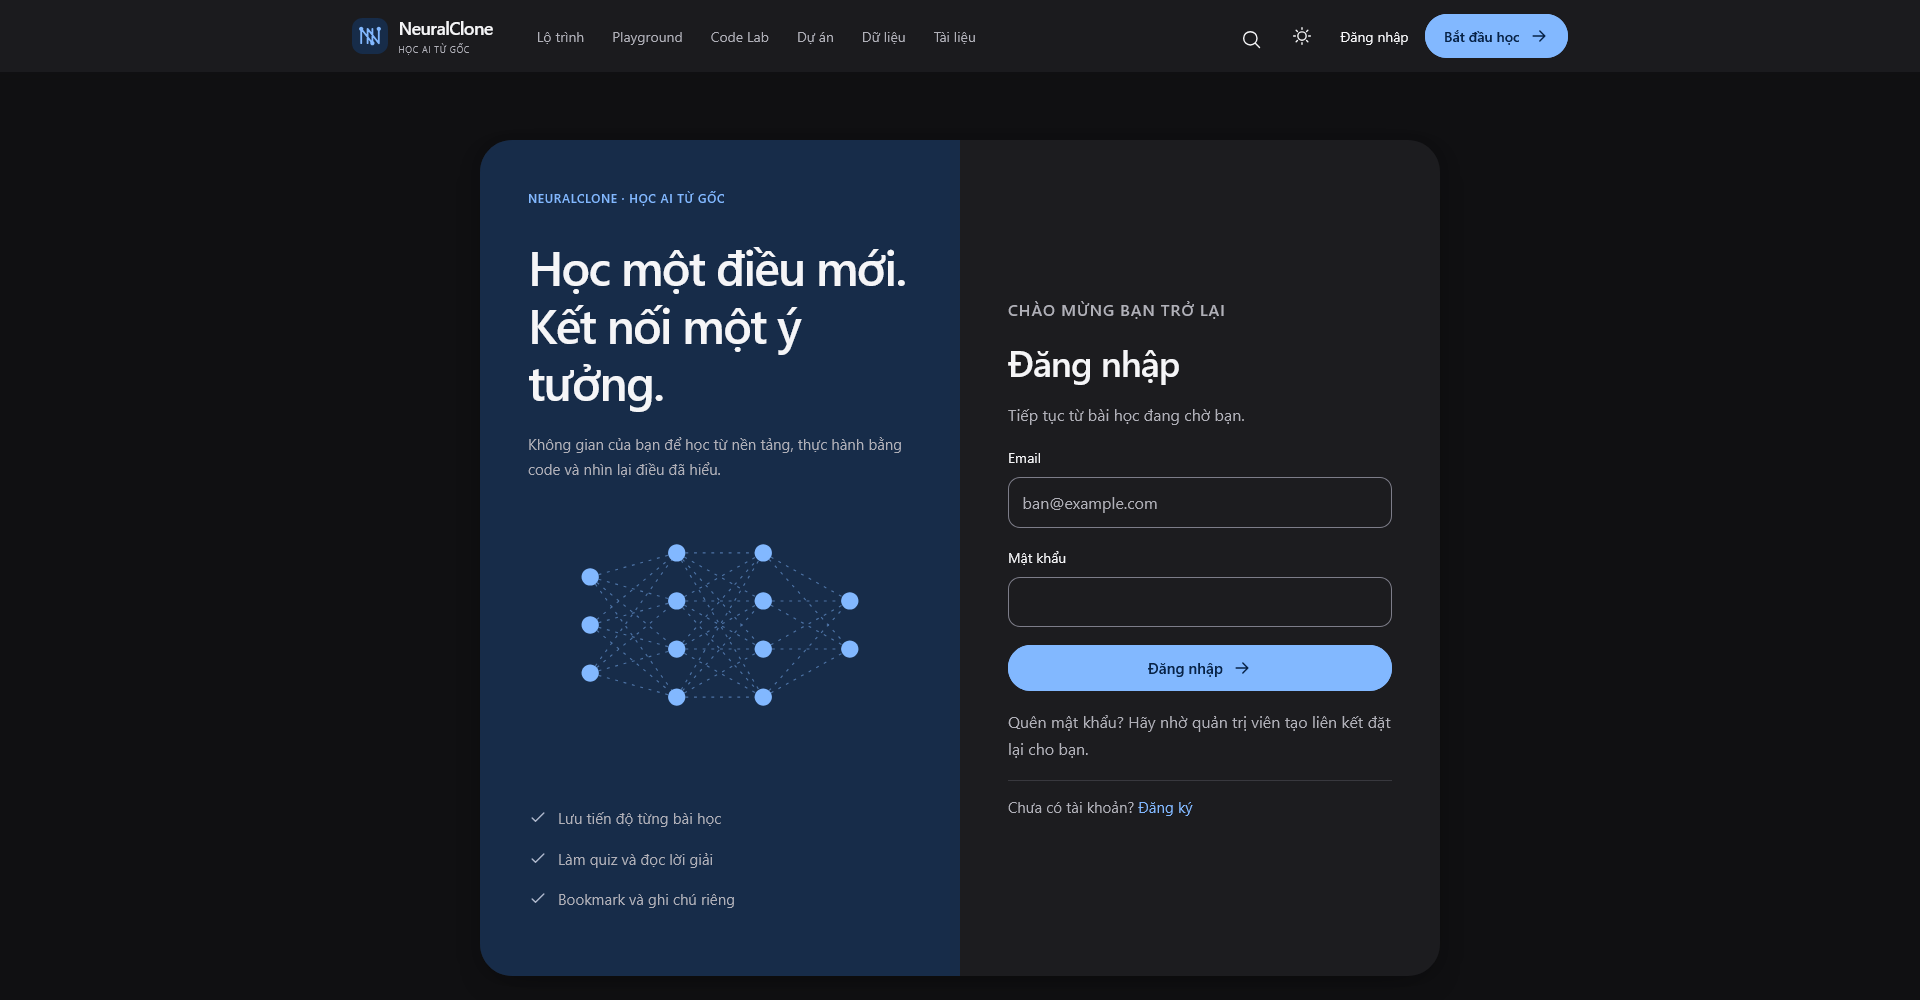 NeuralClone
HỌC AI TỪ GỐC
Lộ trình
Playground
Code Lab
Dự án
Dữ liệu
Tài liệu
Đăng nhập
Bắt đầu học
NEURALCLONE · HỌC AI TỪ GỐC
Học một điều mới.
Kết nối một ý
tưởng.
Không gian của bạn để học từ nền tảng, thực hành bằng
code và nhìn lại điều đã hiểu.
Lưu tiến độ từng bài học
Làm quiz và đọc lời giải
Bookmark và ghi chú riêng
CHÀO MỪNG BẠN TRỞ LẠI
Đăng nhập
Tiếp tục từ bài học đang chờ bạn.
Email
ban@example.com
Mật khẩu
Đăng nhập
Quên mật khẩu? Hãy nhờ quản trị viên tạo liên kết đặt
lại cho bạn.
Chưa có tài khoản? Đăng ký